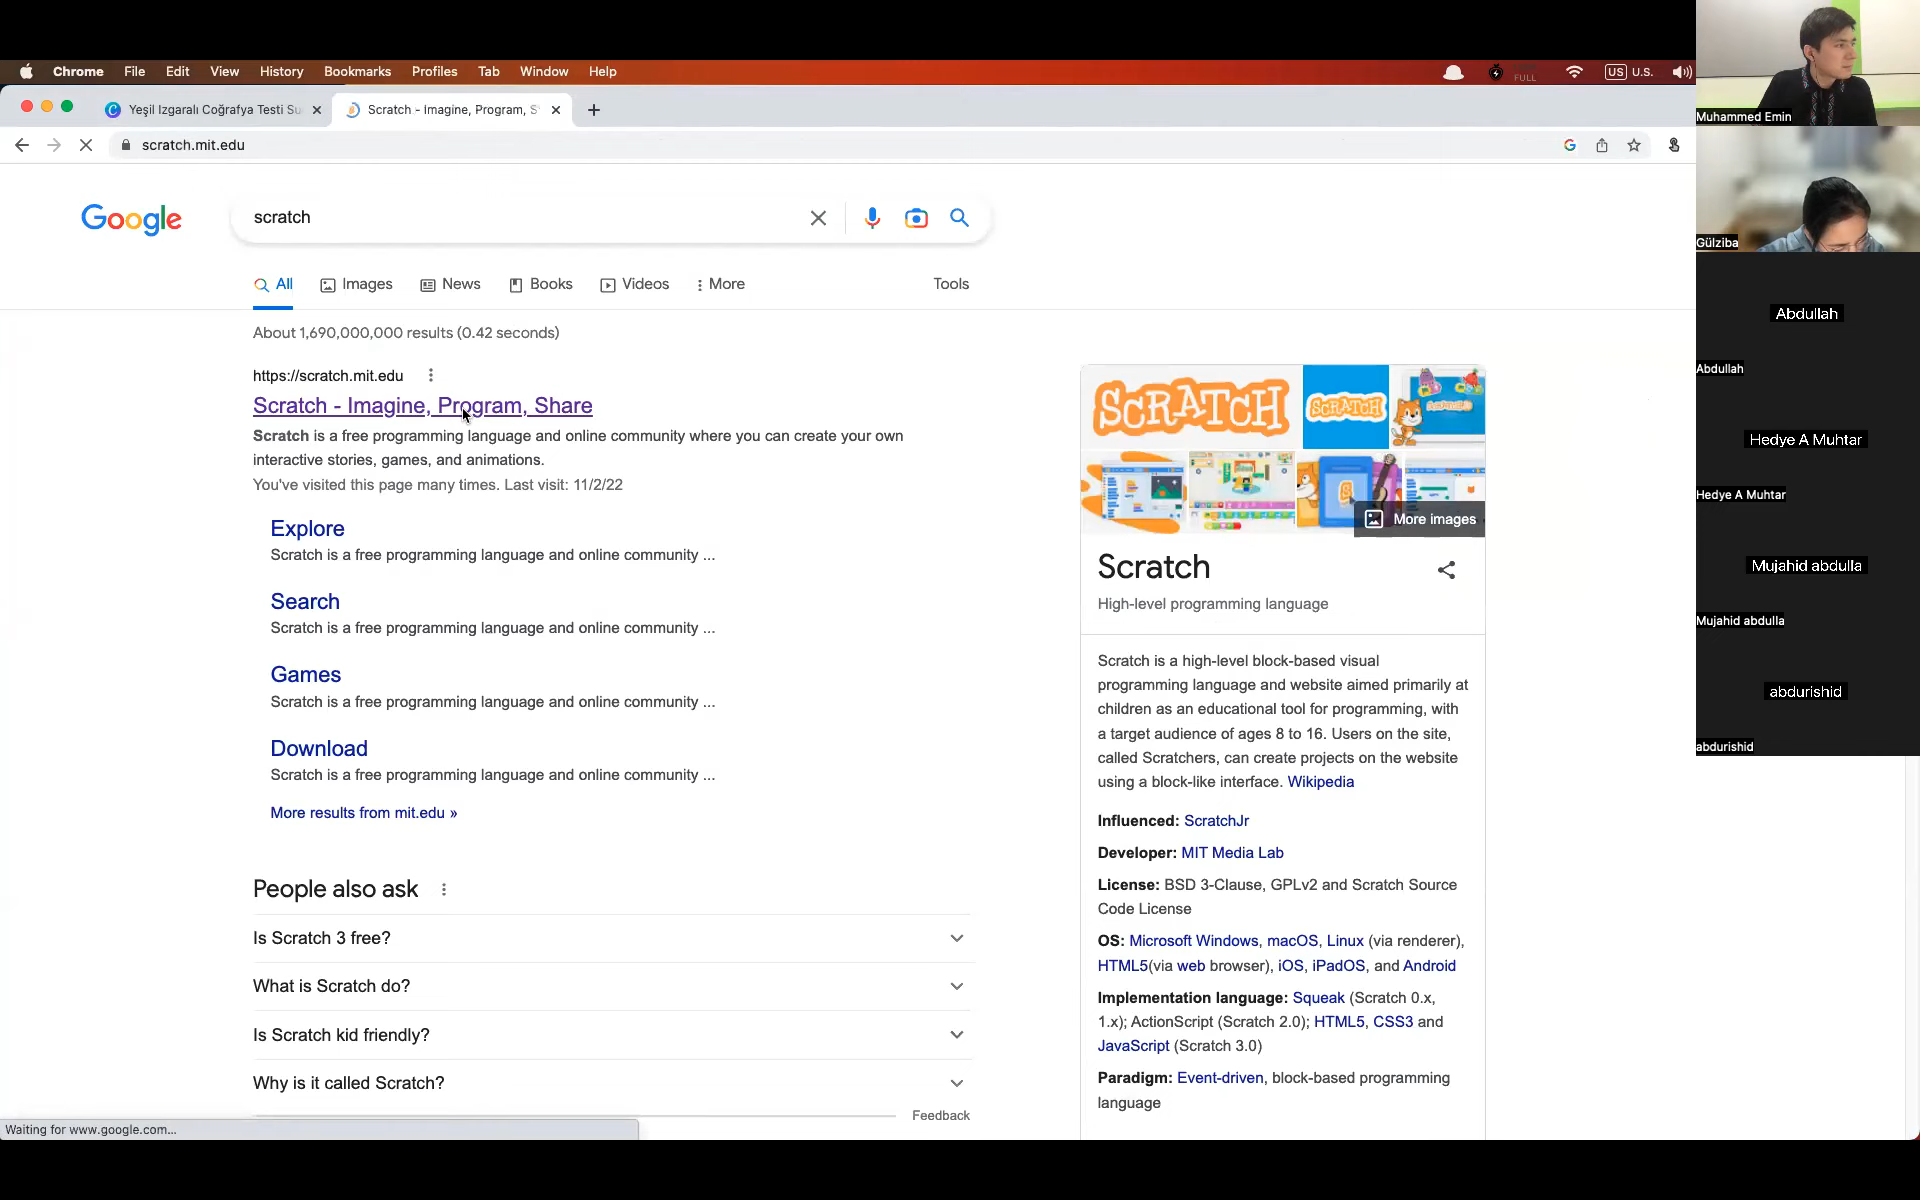 Chrome File Edit View History Bookmarks Profiles Tab Window Help
FULL US U.S.
Yeşil Izgaralı Coğrafya Testi Su
Scratch - Imagine, Program, S
scratch.mit.edu
Google
scratch
All Images News Books Videos More Tools
About 1,690,000,000 results (0.42 seconds)
https://scratch.mit.edu
Scratch - Imagine, Program, Share
Scratch is a free programming language and online community where you can create your own
interactive stories, games, and animations.
You've visited this page many times. Last visit: 11/2/22
Explore
Scratch is a free programming language and online community ...
Search
Scratch is a free programming language and online community ...
Games
Scratch is a free programming language and online community ...
Download
Scratch is a free programming language and online community ...
More results from mit.edu »
People also ask
Is Scratch 3 free?
What is Scratch do?
Is Scratch kid friendly?
Why is it called Scratch?
Feedback
Waiting for www.google.com...
SCRATCH
SCRATCH
More images
Scratch
High-level programming language
Scratch is a high-level block-based visual
programming language and website aimed primarily at
children as an educational tool for programming, with
a target audience of ages 8 to 16. Users on the site,
called Scratchers, can create projects on the website
using a block-like interface. Wikipedia
Influenced: ScratchJr
Developer: MIT Media Lab
License: BSD 3-Clause, GPLv2 and Scratch Source
Code License
OS: Microsoft Windows, macOS, Linux (via renderer),
HTML5(via web browser), iOS, iPadOS, and Android
Implementation language: Squeak (Scratch 0.x,
1.x); ActionScript (Scratch 2.0); HTML5, CSS3 and
JavaScript (Scratch 3.0)
Paradigm: Event-driven, block-based programming
language
Muhammed Emin
Gülziba
Abdullah
Abdullah
Hedye A Muhtar
Hedye A Muhtar
Mujahid abdulla
Mujahid abdulla
abdurishid
abdurishid